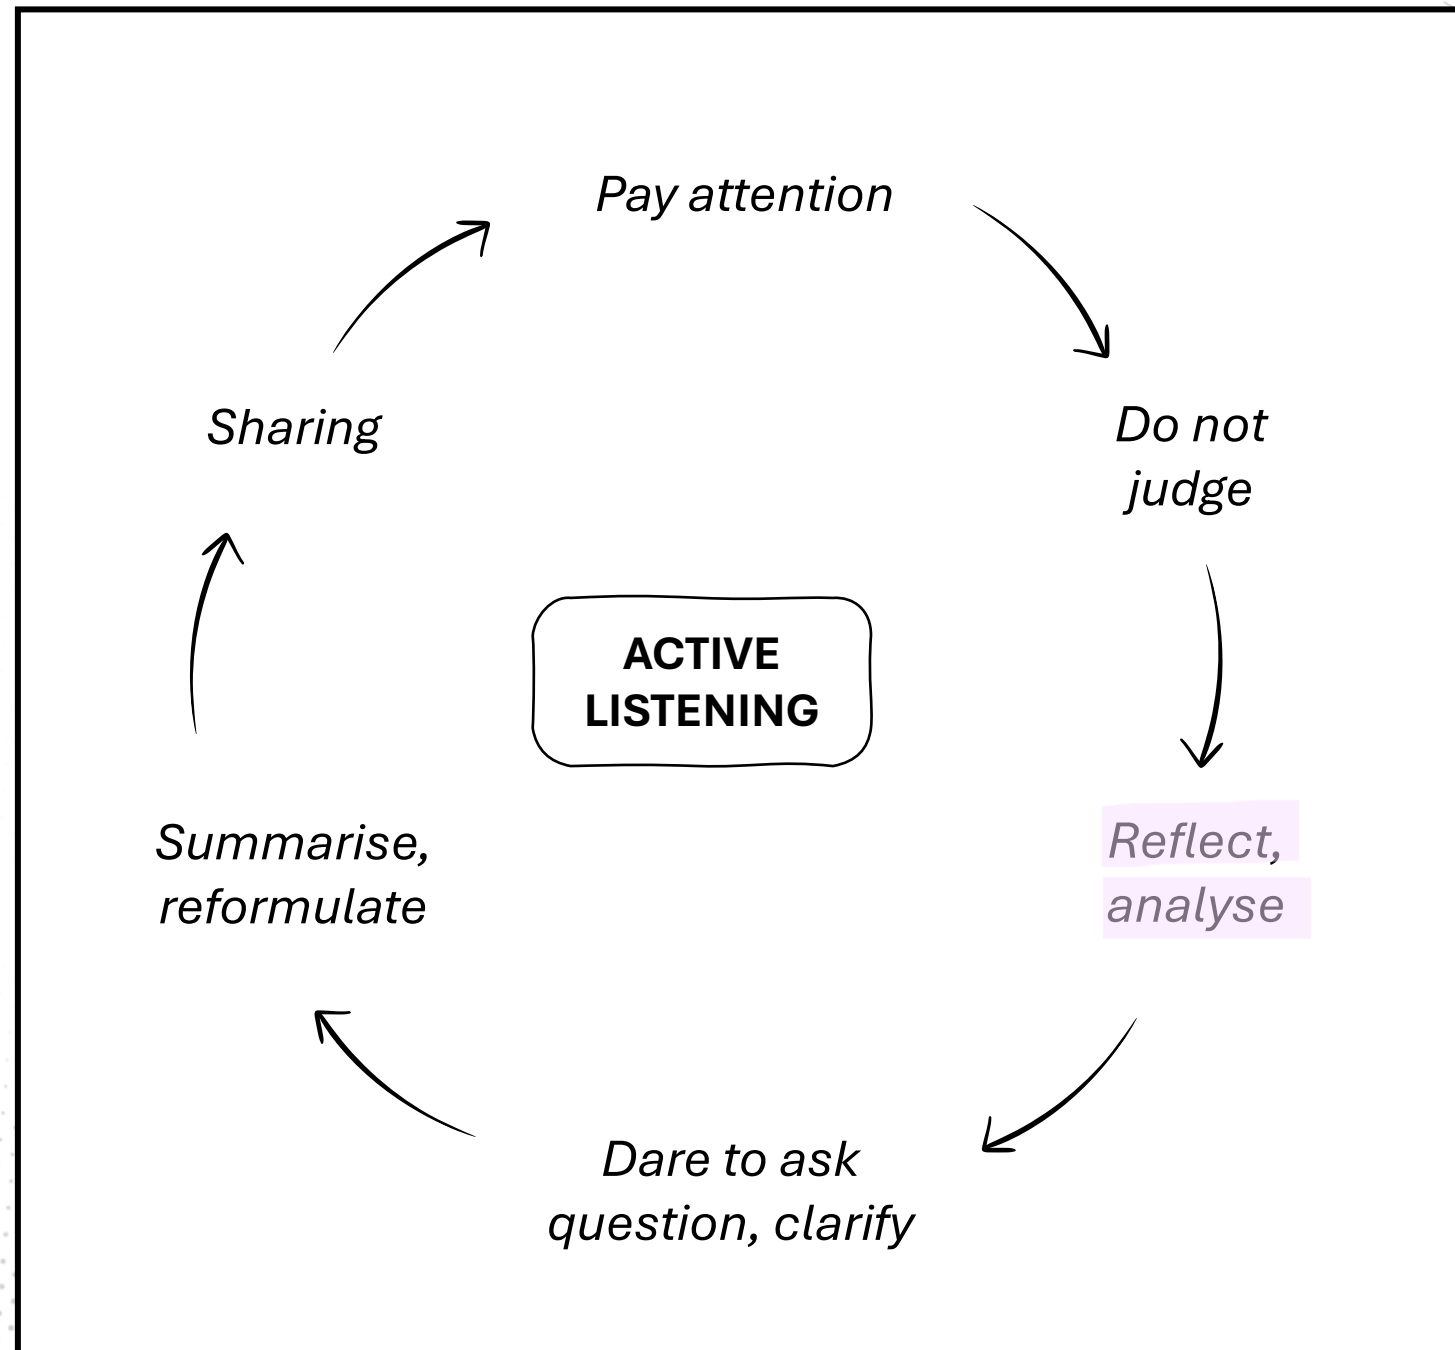 Pay attention
Do not
judge
Reflect,
analyse
Dare to ask
question, clarify
Summarise,
reformulate
Sharing
ACTIVE
LISTENING